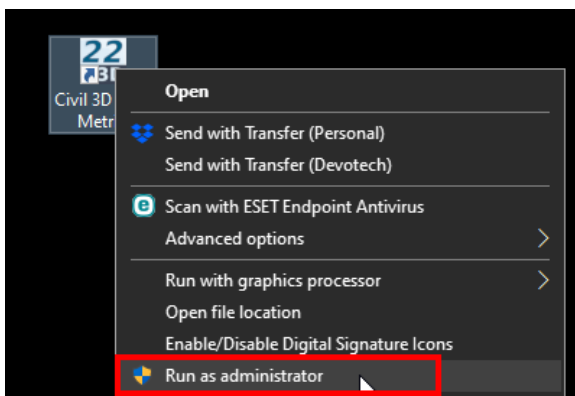 22
3D
Civil 3D
Metr
Open
Send with Transfer (Personal)
Send with Transfer (Devotech)
e
Scan with ESET Endpoint Antivirus
Advanced options
Run with graphics processor
Open file location
Enable/Disable Digital Signature Icons
Run as administrator